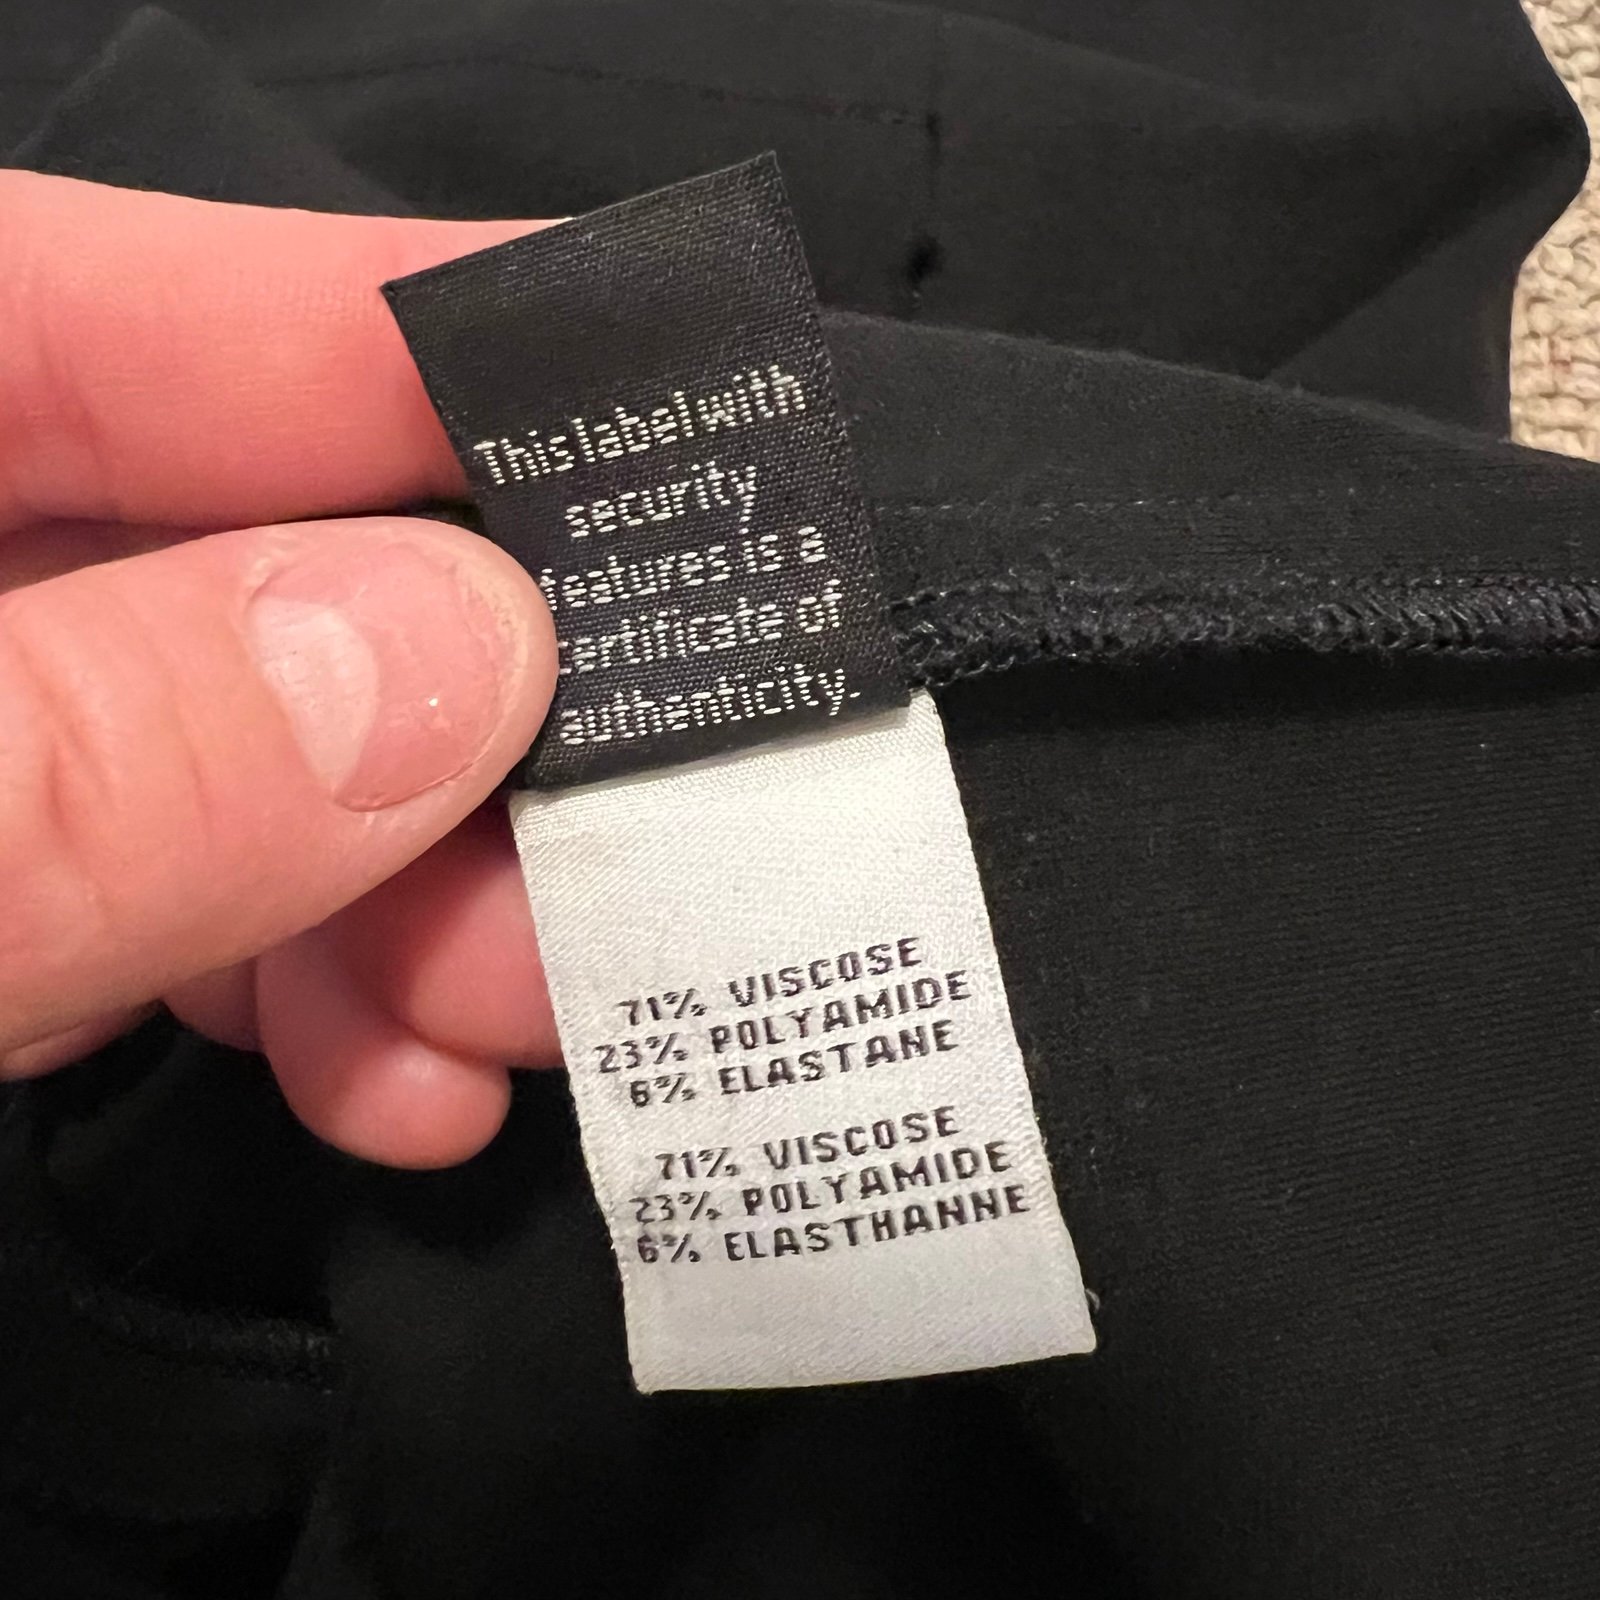 This label with
security
features is a
certificate of
authenticity.
71% VISCOSE
23% POLYAMIDE
6% ELASTANE
71% VISCOSE
23% POLYAMIDE
6% ELASTHANNE